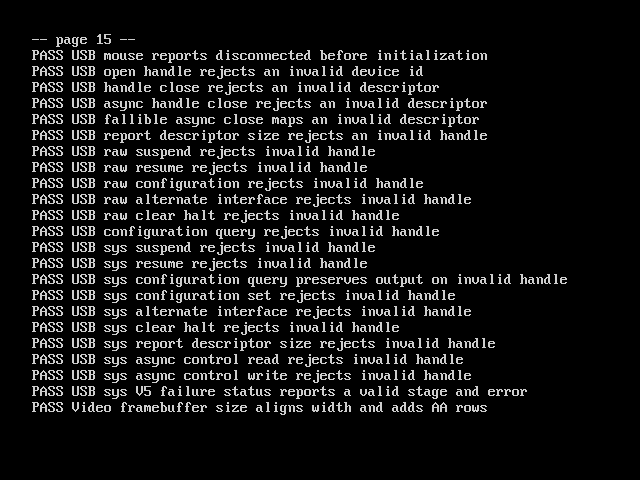 -- page 15 --
PASS USB mouse reports disconnected before initialization
PASS USB open handle rejects an invalid device id
PASS USB handle close rejects an invalid descriptor
PASS USB async handle close rejects an invalid descriptor
PASS USB fallible async close maps an invalid descriptor
PASS USB report descriptor size rejects an invalid handle
PASS USB raw suspend rejects invalid handle
PASS USB raw resume rejects invalid handle
PASS USB raw configuration rejects invalid handle
PASS USB raw alternate interface rejects invalid handle
PASS USB raw clear halt rejects invalid handle
PASS USB configuration query rejects invalid handle
PASS USB sys suspend rejects invalid handle
PASS USB sys resume rejects invalid handle
PASS USB sys configuration query preserves output on invalid handle
PASS USB sys configuration set rejects invalid handle
PASS USB sys alternate interface rejects invalid handle
PASS USB sys clear halt rejects invalid handle
PASS USB sys report descriptor size rejects invalid handle
PASS USB sys async control read rejects invalid handle
PASS USB sys async control write rejects invalid handle
PASS USB sys V5 failure status reports a valid stage and error
PASS Video framebuffer size aligns width and adds AA rows